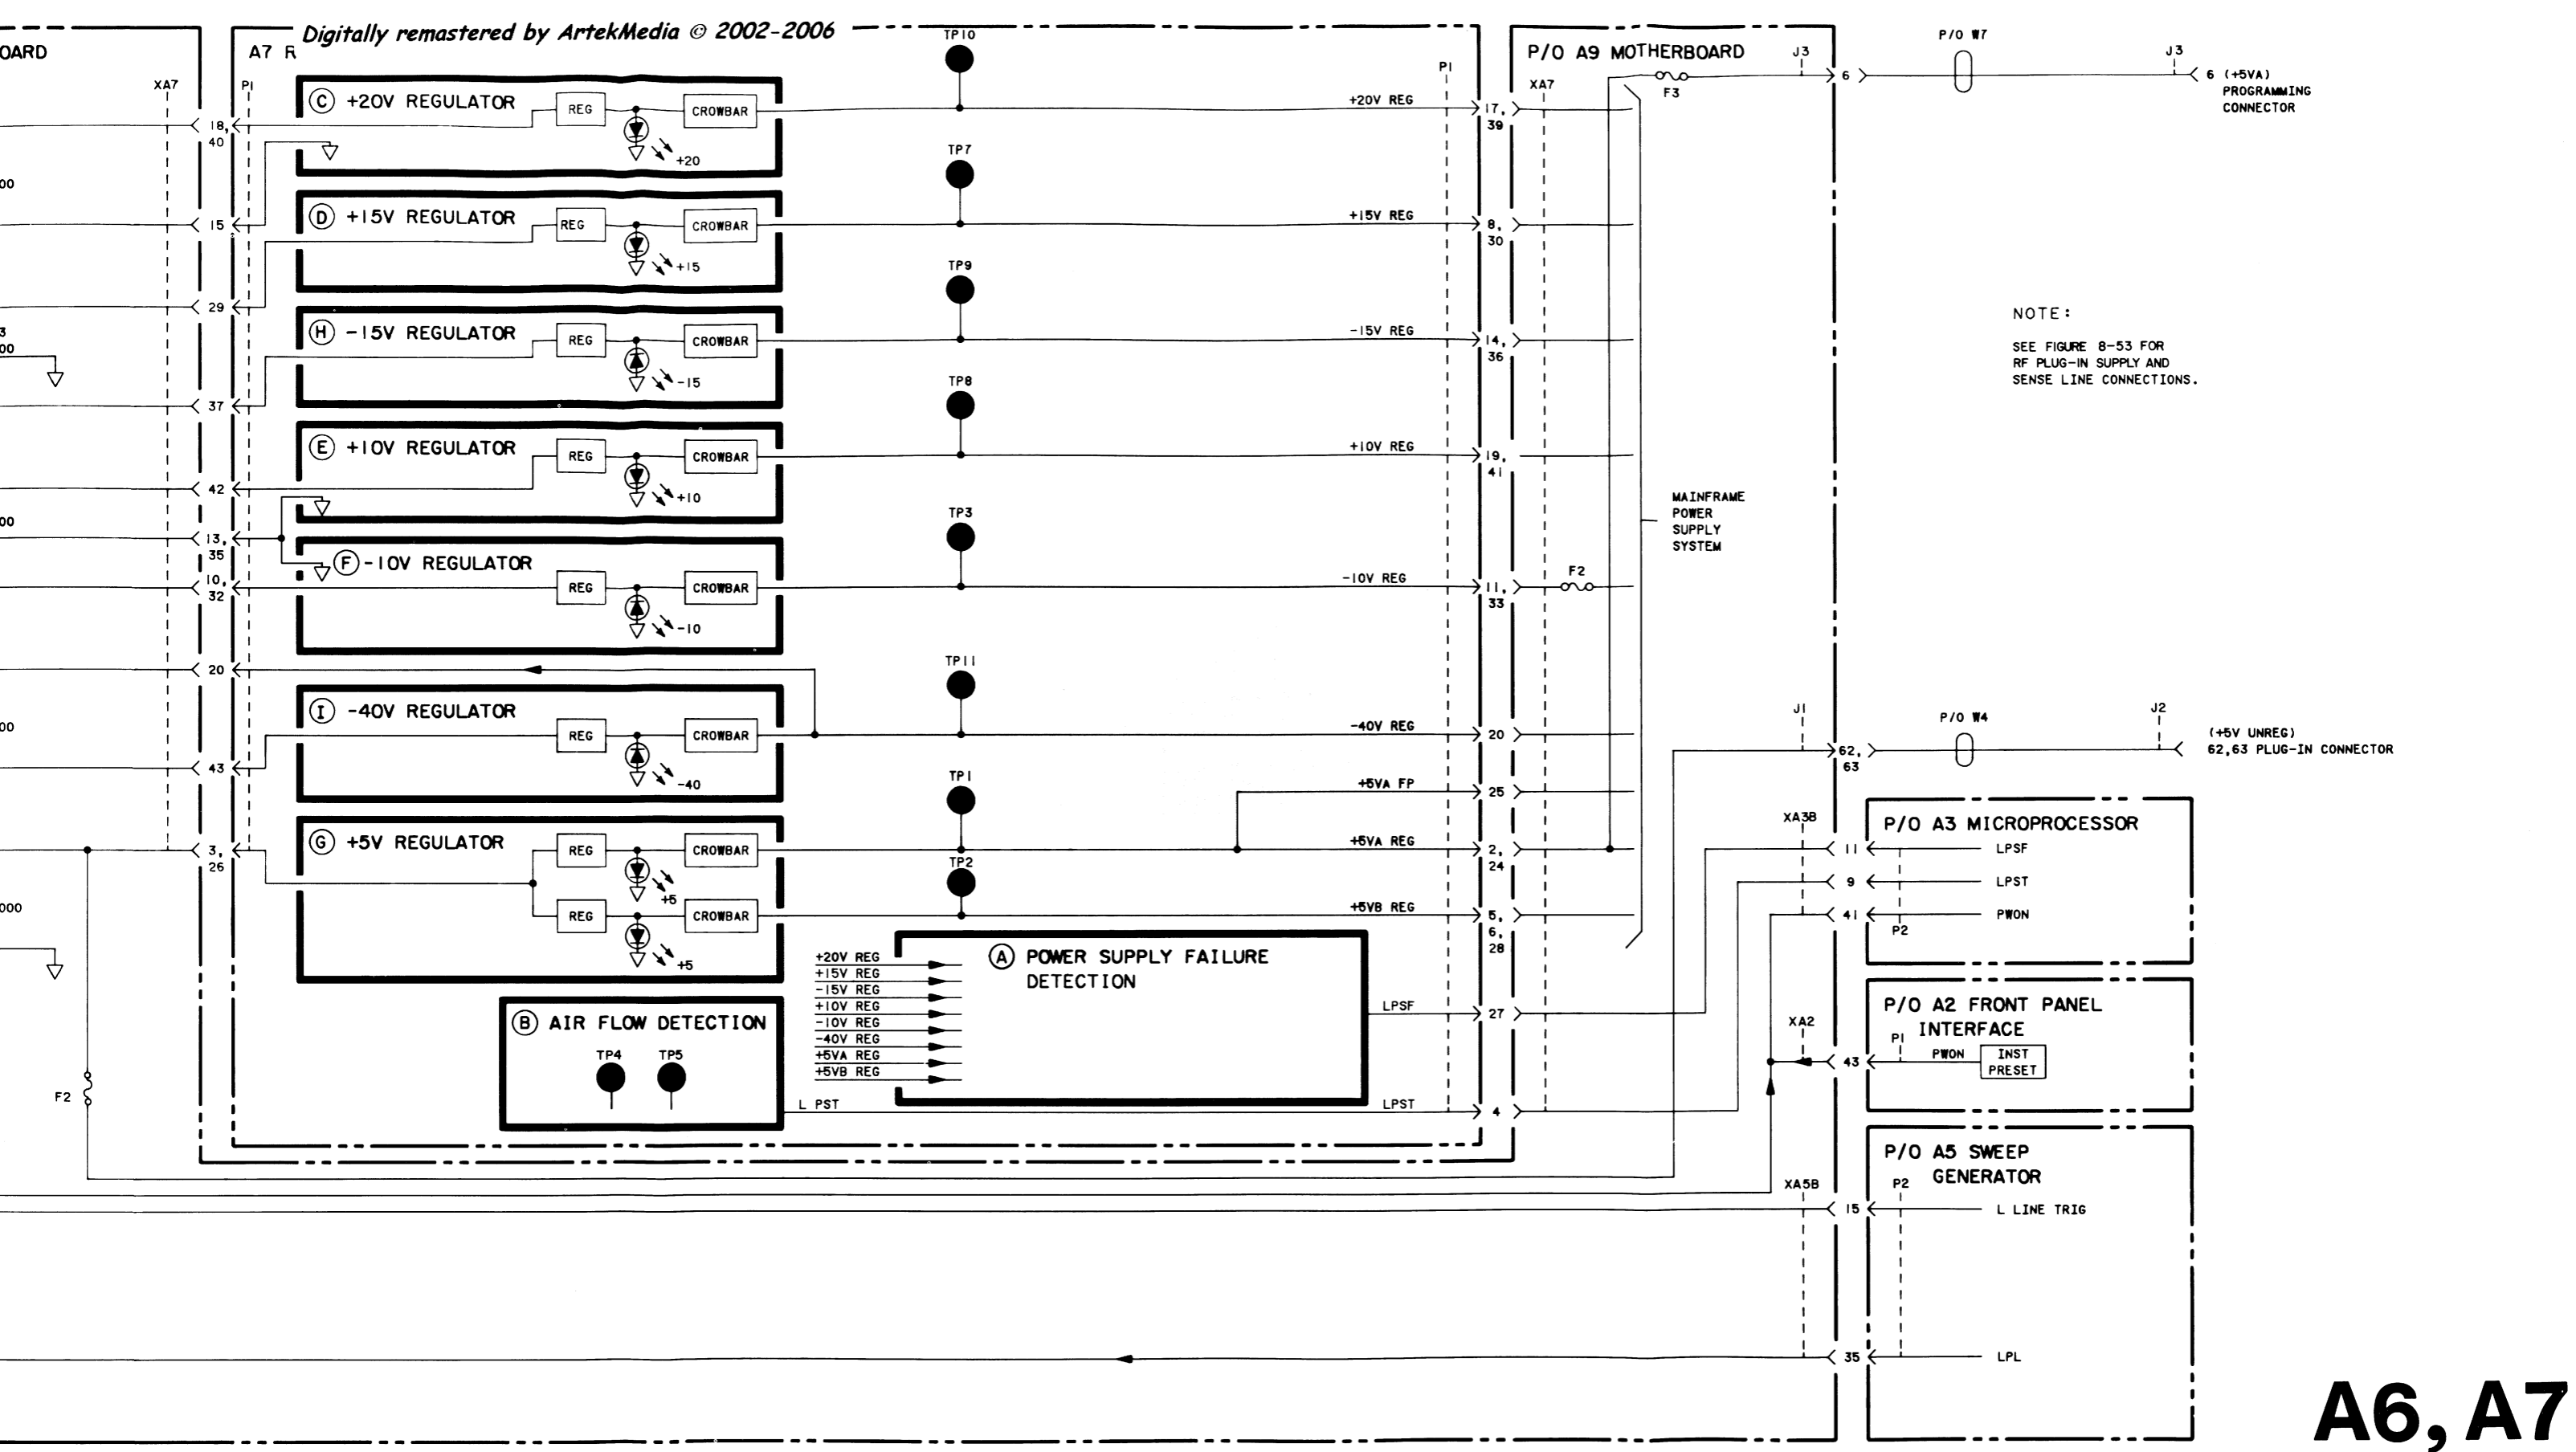 Digitally remastered by ArtekMedia © 2002-2006
OARD
A7 R
P/O A9 MOTHERBOARD
XA7
P1
TP10
P1
XA7
J3
P/O W7
J3
C +20V REGULATOR
REG
CROWBAR
+20
+20V REG
17,
39
F3
6
6 (+5VA)
PROGRAMMING
CONNECTOR
18,
40
00
TP7
D +15V REGULATOR
REG
CROWBAR
+15
+15V REG
8,
30
15
29
TP9
H -15V REGULATOR
REG
CROWBAR
-15
-15V REG
14,
36
3
00
37
NOTE:
SEE FIGURE 8-53 FOR
RF PLUG-IN SUPPLY AND
SENSE LINE CONNECTIONS.
TP8
E +10V REGULATOR
REG
CROWBAR
+10
+10V REG
19,
41
42
00
13,
35
MAINFRAME
POWER
SUPPLY
SYSTEM
TP3
F -10V REGULATOR
REG
CROWBAR
-10
-10V REG
11,
33
F2
10,
32
20
TP11
I -40V REGULATOR
REG
CROWBAR
-40
-40V REG
20
00
43
J1
P/O W4
J2
62,
63
(+5V UNREG)
62,63 PLUG-IN CONNECTOR
TP1
+5VA FP
25
G +5V REGULATOR
REG
CROWBAR
+5
+5VA REG
2,
24
3,
26
TP2
REG
CROWBAR
+5
+5VB REG
5,
6,
28
000
XA3B
P/O A3 MICROPROCESSOR
11
LPSF
9
LPST
41
PWON
P2
+20V REG
+15V REG
-15V REG
+10V REG
-10V REG
-40V REG
+5VA REG
+5VB REG
A POWER SUPPLY FAILURE
DETECTION
LPSF
27
B AIR FLOW DETECTION
TP4
TP5
L PST
LPST
4
F2
P/O A2 FRONT PANEL
INTERFACE
XA2
P1
43
PWON
INST
PRESET
P/O A5 SWEEP
GENERATOR
XA5B
P2
15
L LINE TRIG
35
LPL
A6, A7